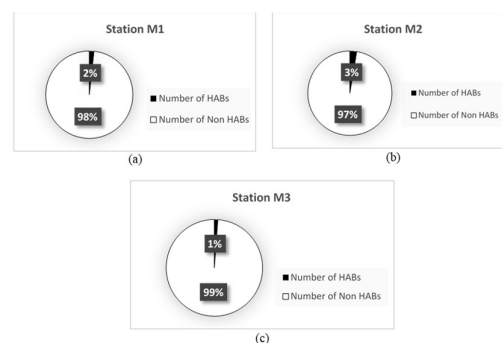 Station M1
2%
98%
Number of HABs
Number of Non HABs
(a)
Station M2
3%
97%
Number of HABs
Number of Non HABs
(b)
Station M3
1%
99%
Number of HABs
Number of Non HABs
(c)